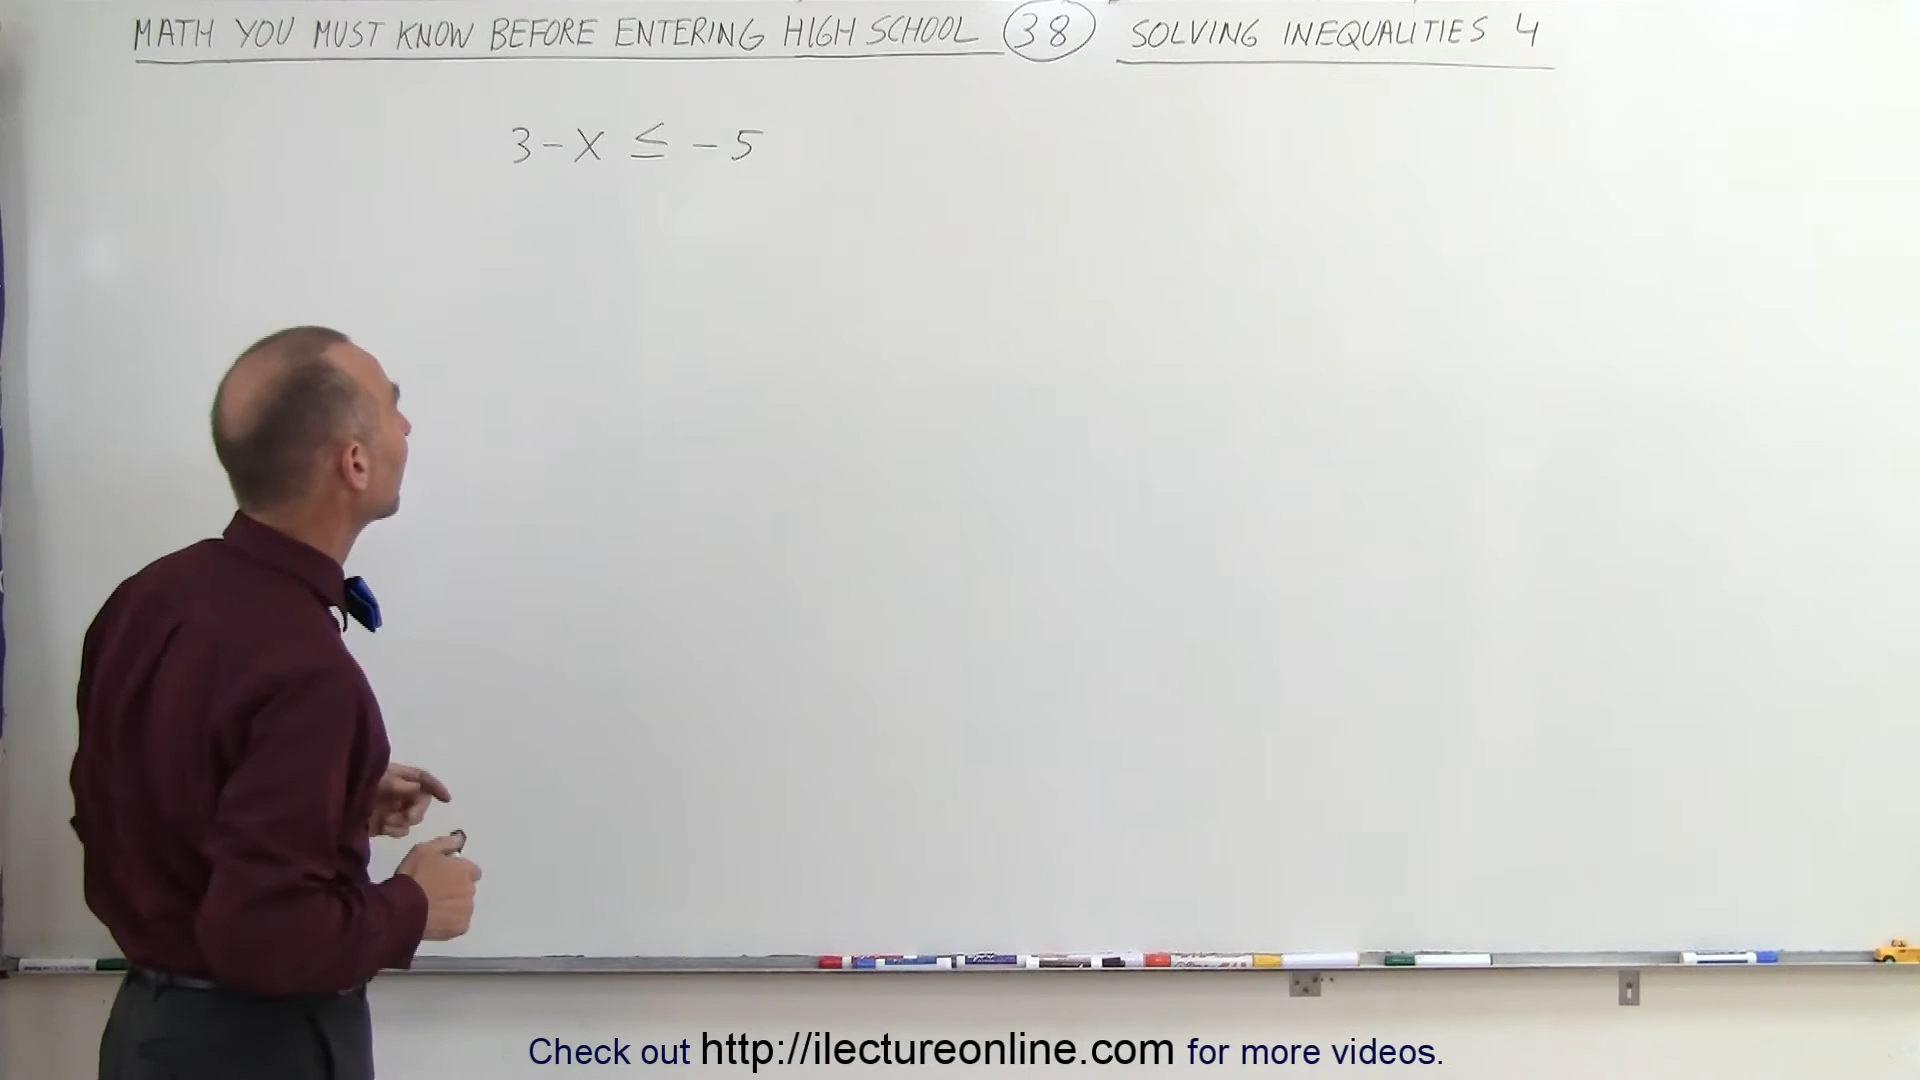 MATH YOU MUST KNOW BEFORE ENTERING HIGH SCHOOL 38 SOLVING INEQUALITIES 4
3 - X ≤ - 5
Check out http://ilectureonline.com for more videos.